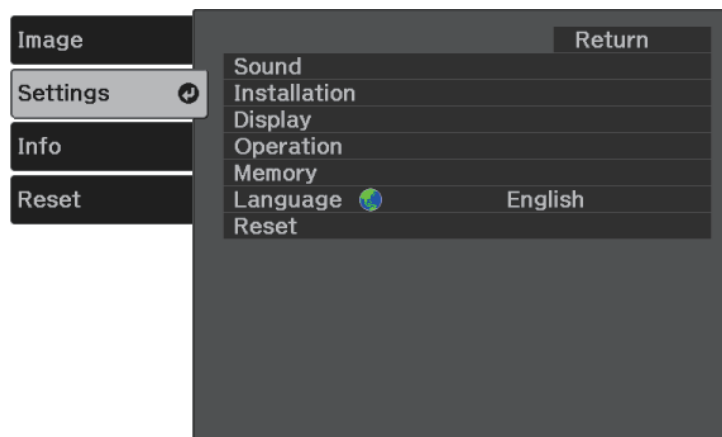 Image
Settings
Info
Reset
Return
Sound
Installation
Display
Operation
Memory
Language English
Reset